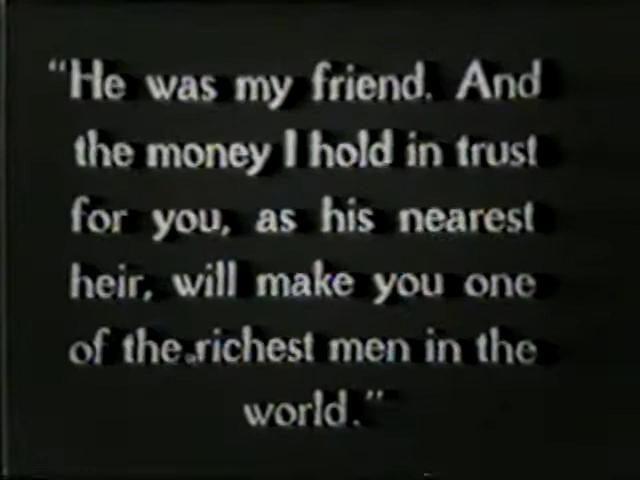 “He was my friend. And
the money I hold in trust
for you, as his nearest
heir, will make you one
of the richest men in the
world.”